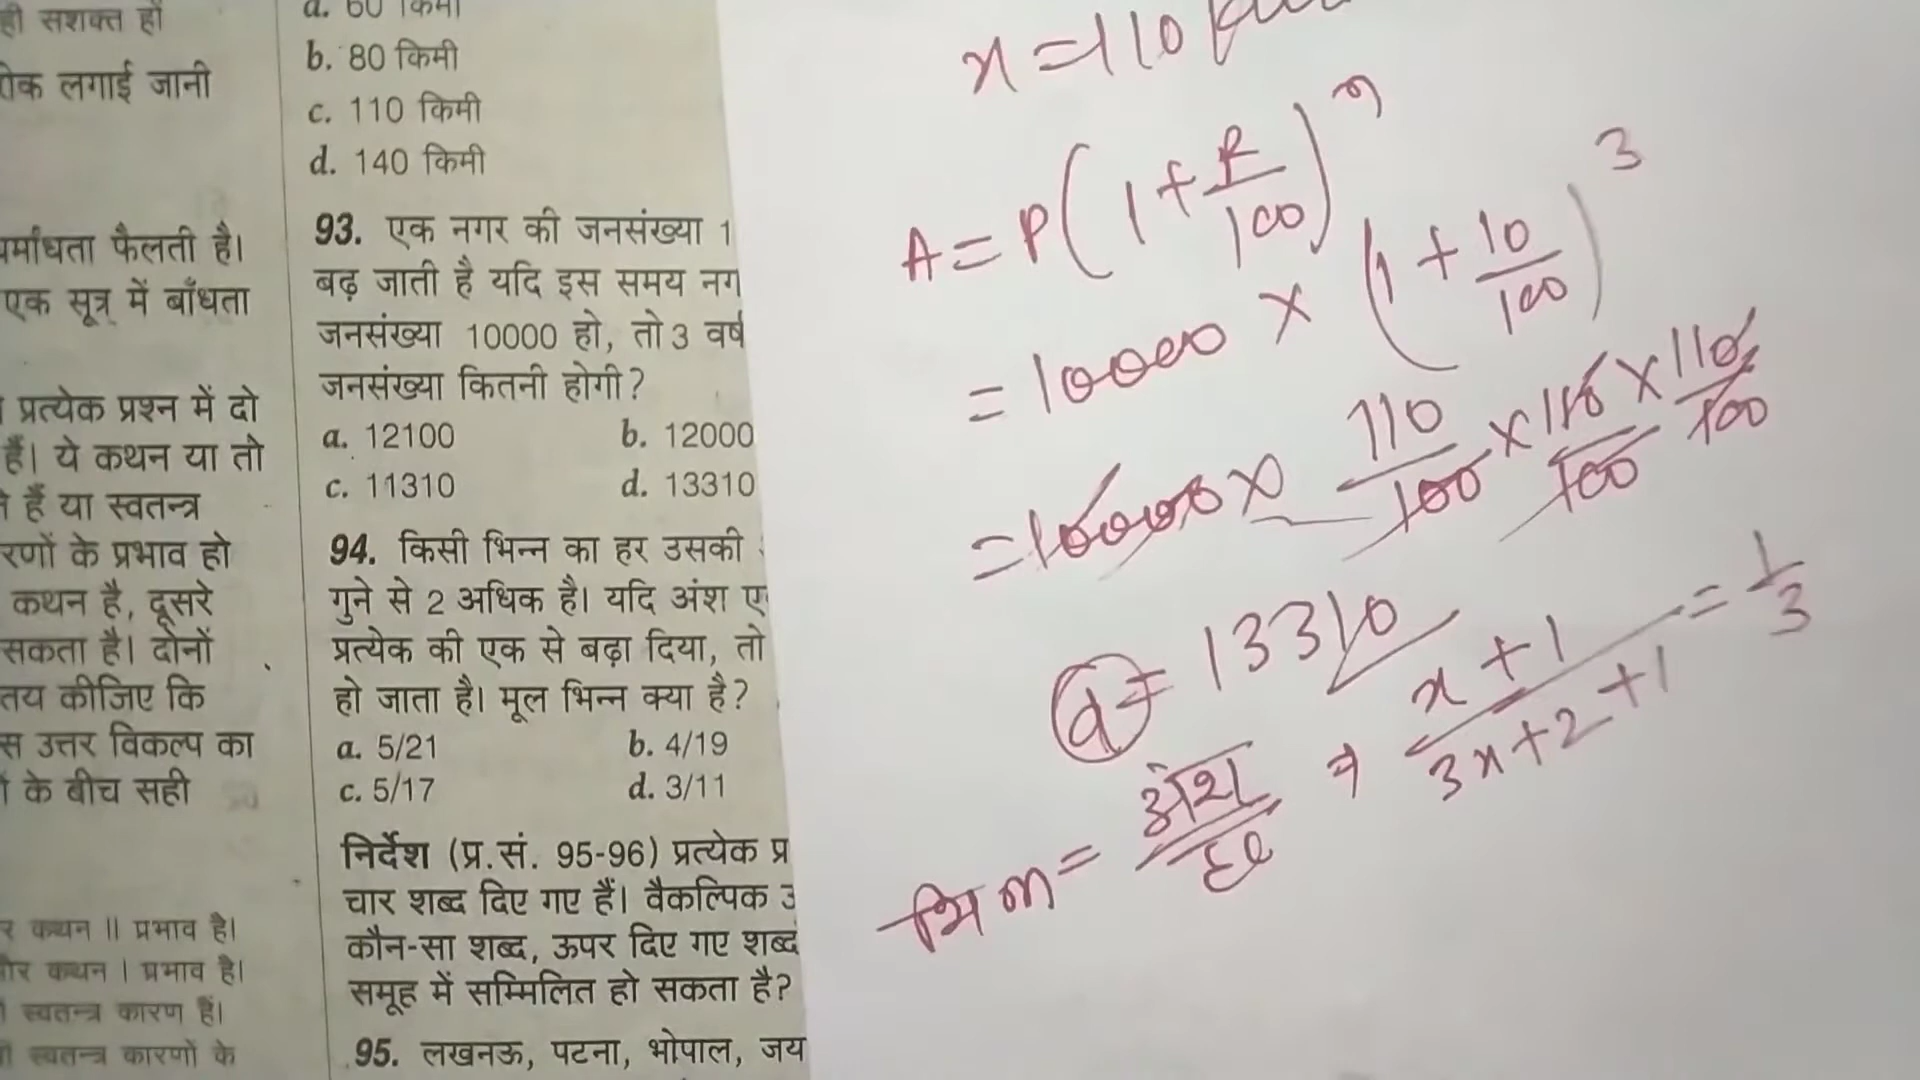 ही सशक्त हो
रोक लगाई जानी
धर्मांधता फैलती है।
एक सूत्र में बाँधता
प्रत्येक प्रश्न में दो
हैं। ये कथन या तो
हैं या स्वतन्त्र
कारणों के प्रभाव हो
कथन है, दूसरे
सकता है। दोनों
तय कीजिए कि
उत्तर विकल्प का
के बीच सही
कथन II प्रभाव है।
और कथन I प्रभाव है।
स्वतन्त्र कारण हैं।
स्वतन्त्र कारणों के
a. 60 किमी
b. 80 किमी
c. 110 किमी
d. 140 किमी
93. एक नगर की जनसंख्या 1
बढ़ जाती है यदि इस समय नग
जनसंख्या 10000 हो, तो 3 वर्ष
जनसंख्या कितनी होगी?
a. 12100 b. 12000
c. 11310 d. 13310
94. किसी भिन्न का हर उसकी
गुने से 2 अधिक है। यदि अंश ए
प्रत्येक की एक से बढ़ा दिया, तो
हो जाता है। मूल भिन्न क्या है?
a. 5/21 b. 4/19
c. 5/17 d. 3/11
निर्देश (प्र.सं. 95-96) प्रत्येक प्र
चार शब्द दिए गए हैं। वैकल्पिक उ
कौन-सा शब्द, ऊपर दिए गए शब्द
समूह में सम्मिलित हो सकता है?
95. लखनऊ, पटना, भोपाल, जय
x = 110
A = P(1 + R/100)^n
= 10000 × (1 + 10/100)^3
= 10000 × 110/100 × 110/100 × 110/100
d = 13310
भिन्न = अंश/हर ⇒ x + 1/3x + 2 + 1 = 1/3